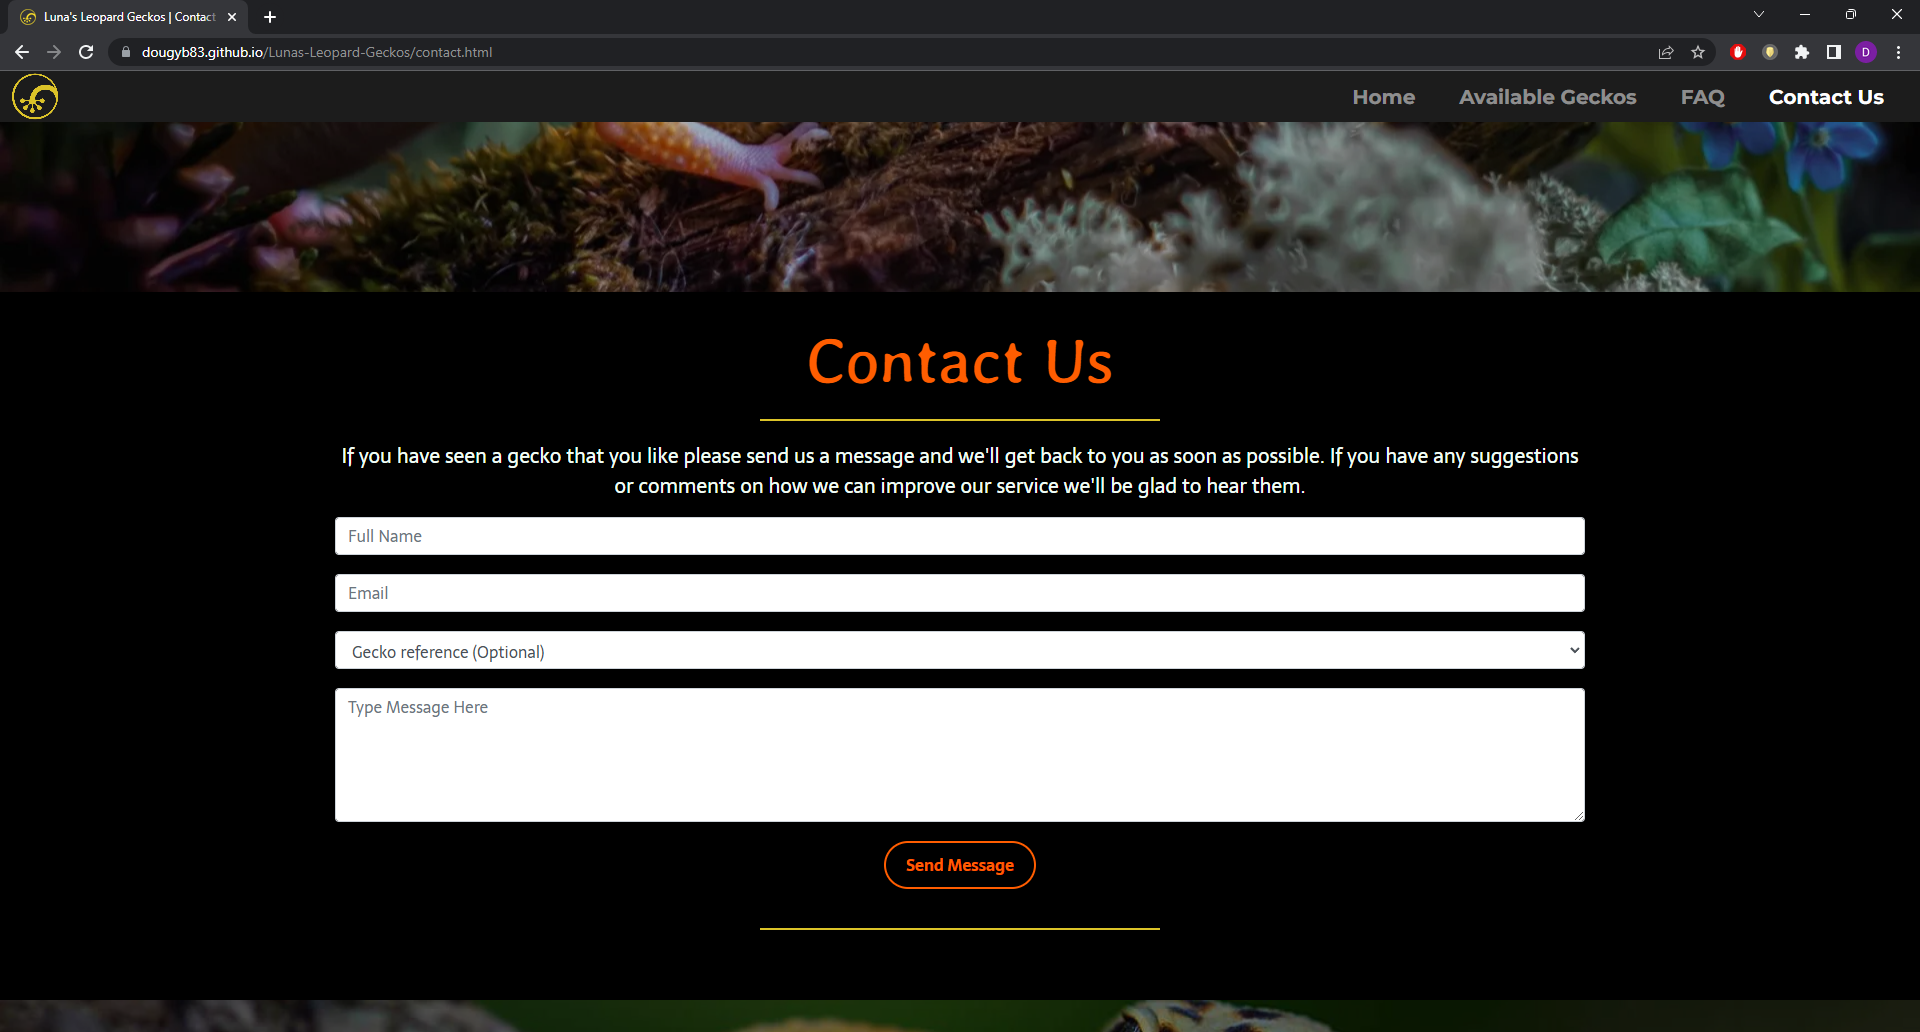 Luna's Leopard Geckos | Contact
dougyb83.github.io/Lunas-Leopard-Geckos/contact.html
D
Home Available Geckos FAQ Contact Us
Contact Us
If you have seen a gecko that you like please send us a message and we'll get back to you as soon as possible. If you have any suggestions
or comments on how we can improve our service we'll be glad to hear them.
Full Name
Email
Gecko reference (Optional)
Type Message Here
Send Message